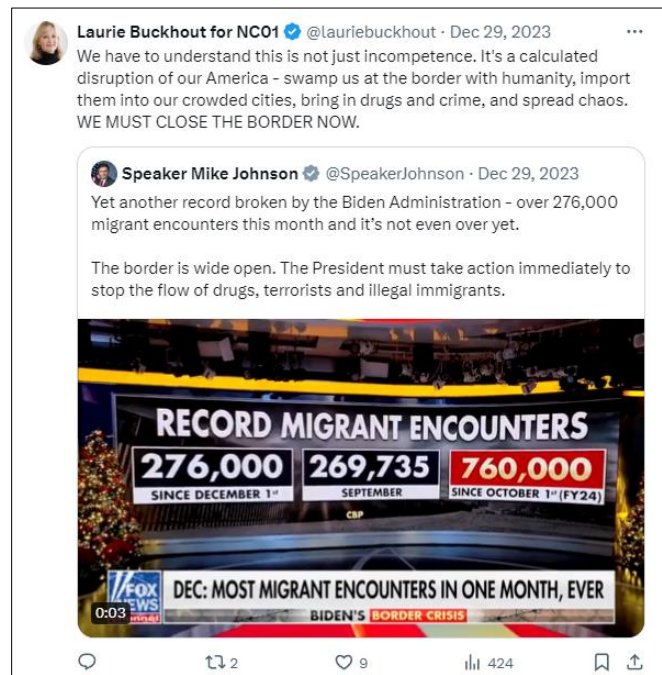 Laurie Buckhout for NC01 @lauriebuckhout · Dec 29, 2023
We have to understand this is not just incompetence. It's a calculated
disruption of our America - swamp us at the border with humanity, import
them into our crowded cities, bring in drugs and crime, and spread chaos.
WE MUST CLOSE THE BORDER NOW.
Speaker Mike Johnson @SpeakerJohnson · Dec 29, 2023
Yet another record broken by the Biden Administration - over 276,000
migrant encounters this month and it’s not even over yet.
The border is wide open. The President must take action immediately to
stop the flow of drugs, terrorists and illegal immigrants.
RECORD MIGRANT ENCOUNTERS
276,000 269,735 760,000
SINCE DECEMBER 1ST SEPTEMBER SINCE OCTOBER 1ST (FY24)
CBP
FOX
NEWS
channel
DEC: MOST MIGRANT ENCOUNTERS IN ONE MONTH, EVER
BIDEN'S BORDER CRISIS
0:03
2 9 424